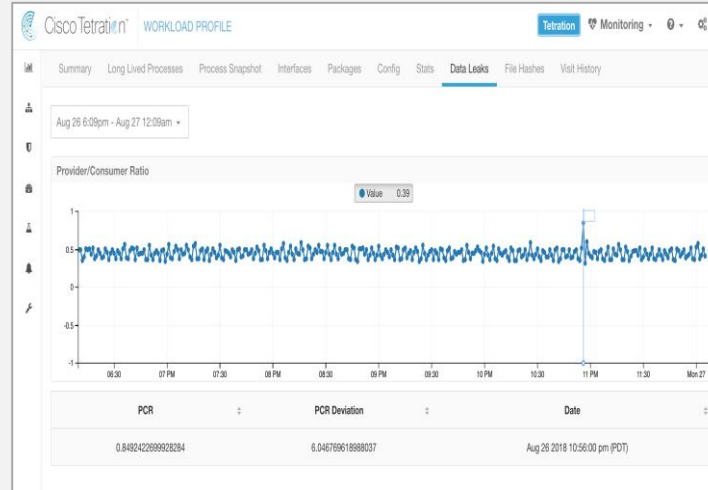 Cisco Tetration™ WORKLOAD PROFILE Tetration Monitoring
Summary Long Lived Processes Process Snapshot Interfaces Packages Config Stats Data Leaks File Hashes Visit History
Aug 26 6:09pm - Aug 27 12:09am
Provider/Consumer Ratio
Value 0.39
1
0.5
0
-0.5
-1
06:30 07 PM 07:30 08 PM 08:30 09 PM 09:30 10 PM 10:30 11 PM 11:30 Mon 27
PCR PCR Deviation Date
0.8492422699928284 6.046769618988037 Aug 26 2018 10:56:00 pm (PDT)